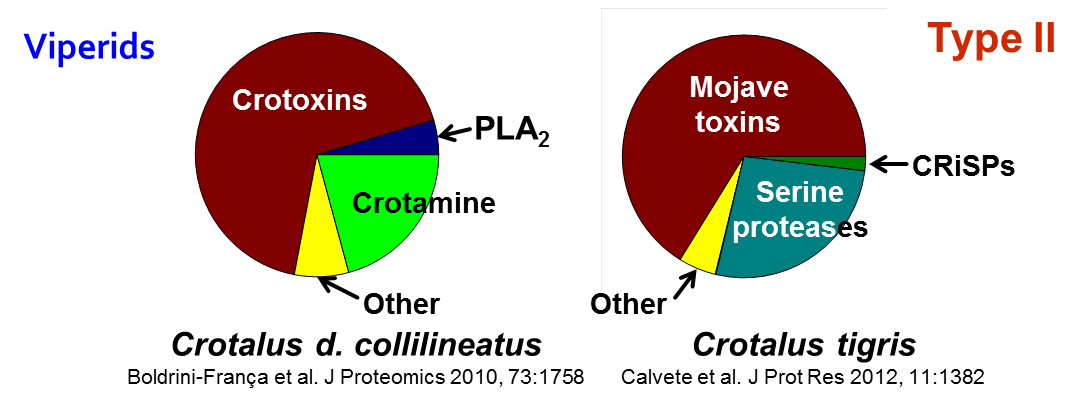 Viperids
Type II
Crotoxins
PLA₂
Crotamine
Other
Crotalus d. collilineatus
Boldrini-França et al. J Proteomics 2010, 73:1758
Mojave
toxins
CRiSPs
Serine
proteases
Other
Crotalus tigris
Calvete et al. J Prot Res 2012, 11:1382